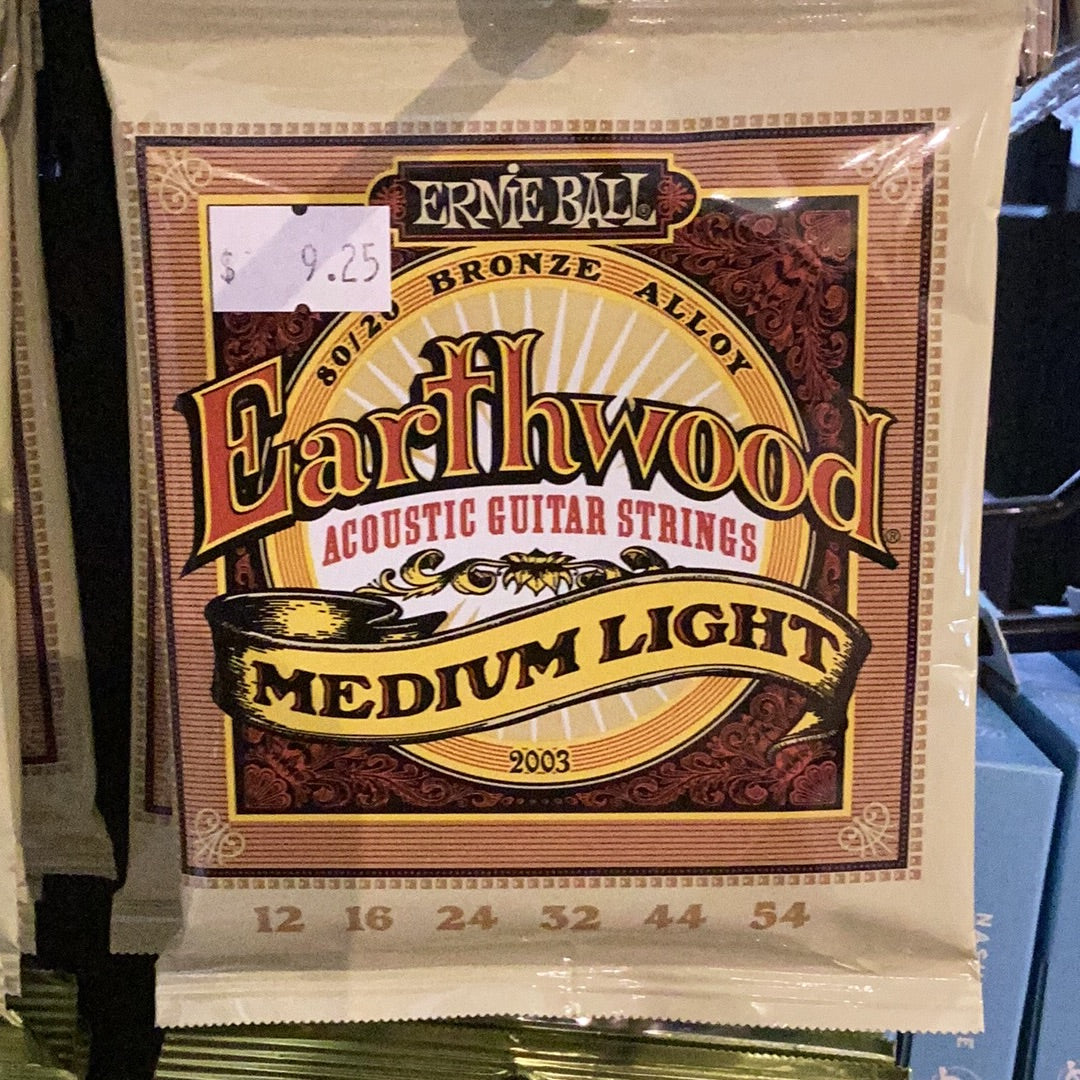 ERNIE BALL®
$ 9.25
80/20 BRONZE ALLOY
Earthwood®
ACOUSTIC GUITAR STRINGS
MEDIUM LIGHT
2003
12 16 24 32 44 54